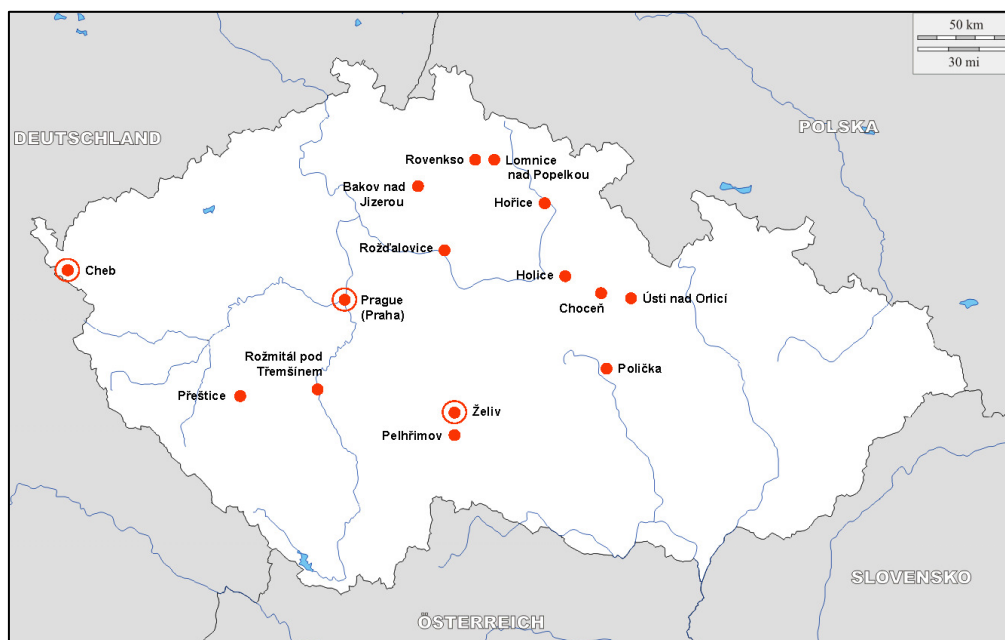 50 km
30 mi
DEUTSCHLAND
POLSKA
Rovenkso
Lomnice
nad Popelkou
Bakov nad
Jizerou
Hořice
Rožďalovice
Cheb
Holice
Prague
(Praha)
Choceň
Ústi nad Orlicí
Rožmitál pod
Třemšínem
Polička
Přeštice
Želiv
Pelhřimov
SLOVENSKO
ÖSTERREICH